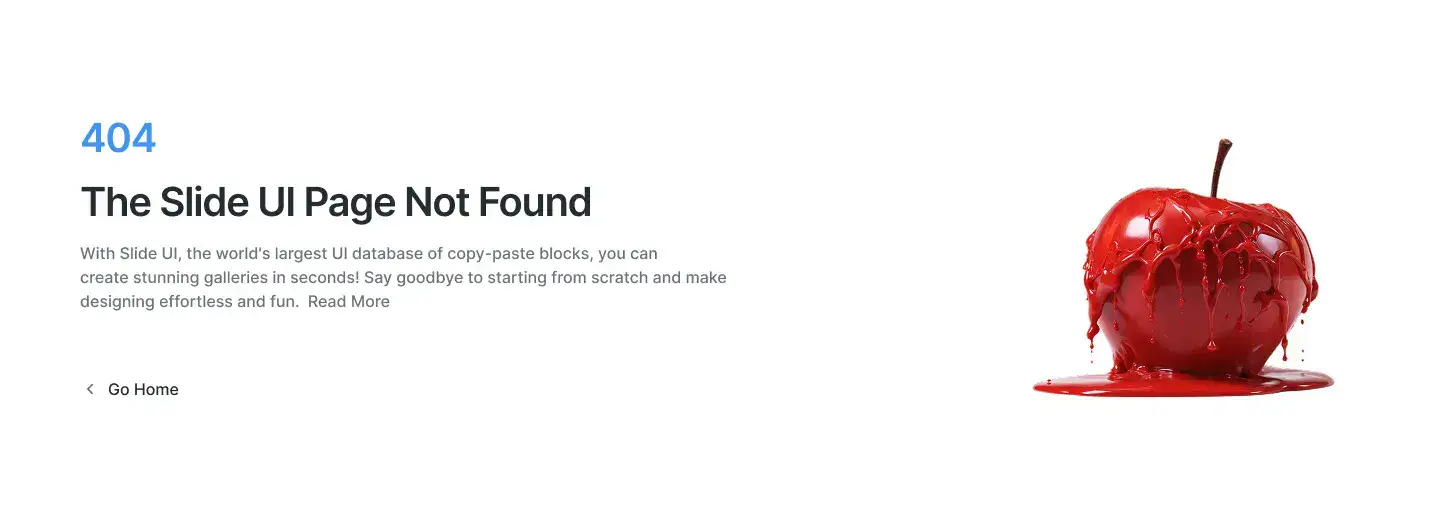 404
The Slide UI Page Not Found
With Slide UI, the world's largest UI database of copy-paste blocks, you can
create stunning galleries in seconds! Say goodbye to starting from scratch and make
designing effortless and fun. Read More
Go Home